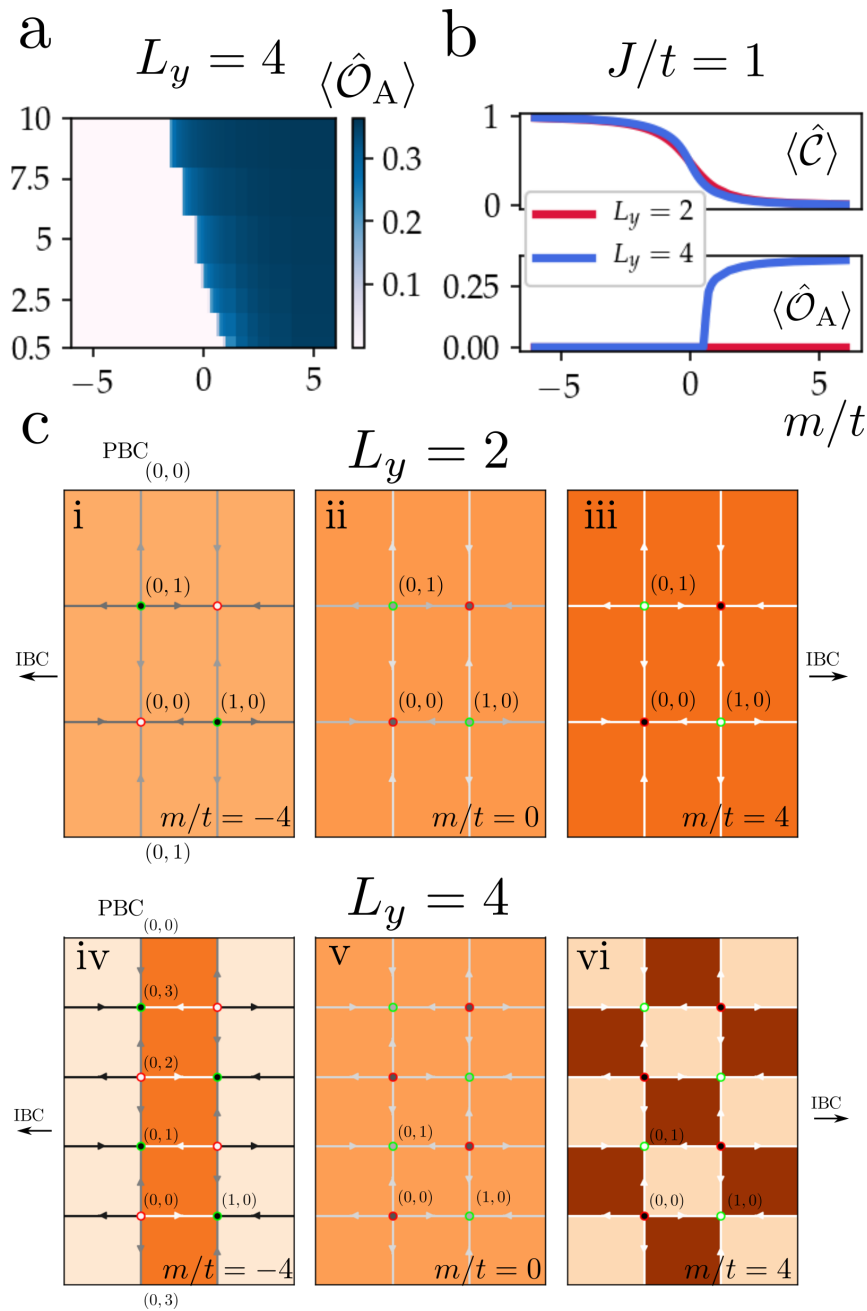 a
L_y = 4
⟨Ô_A⟩
10
7.5
5
2.5
0.5
−5
0
5
0.3
0.2
0.1
b
J/t = 1
1
0
⟨Ĉ⟩
L_y = 2
L_y = 4
0.25
0.00
⟨Ô_A⟩
−5
0
5
m/t
c
L_y = 2
PBC
(0, 0)
i
ii
iii
(0, 1)
(0, 1)
(0, 1)
IBC
IBC
(0, 0)
(1, 0)
(0, 0)
(1, 0)
(0, 0)
(1, 0)
m/t = −4
m/t = 0
m/t = 4
(0, 1)
L_y = 4
PBC
(0, 0)
iv
v
vi
(0, 3)
(0, 2)
IBC
IBC
(0, 1)
(0, 1)
(0, 1)
(0, 0)
(1, 0)
(0, 0)
(1, 0)
(0, 0)
(1, 0)
m/t = −4
m/t = 0
m/t = 4
(0, 3)